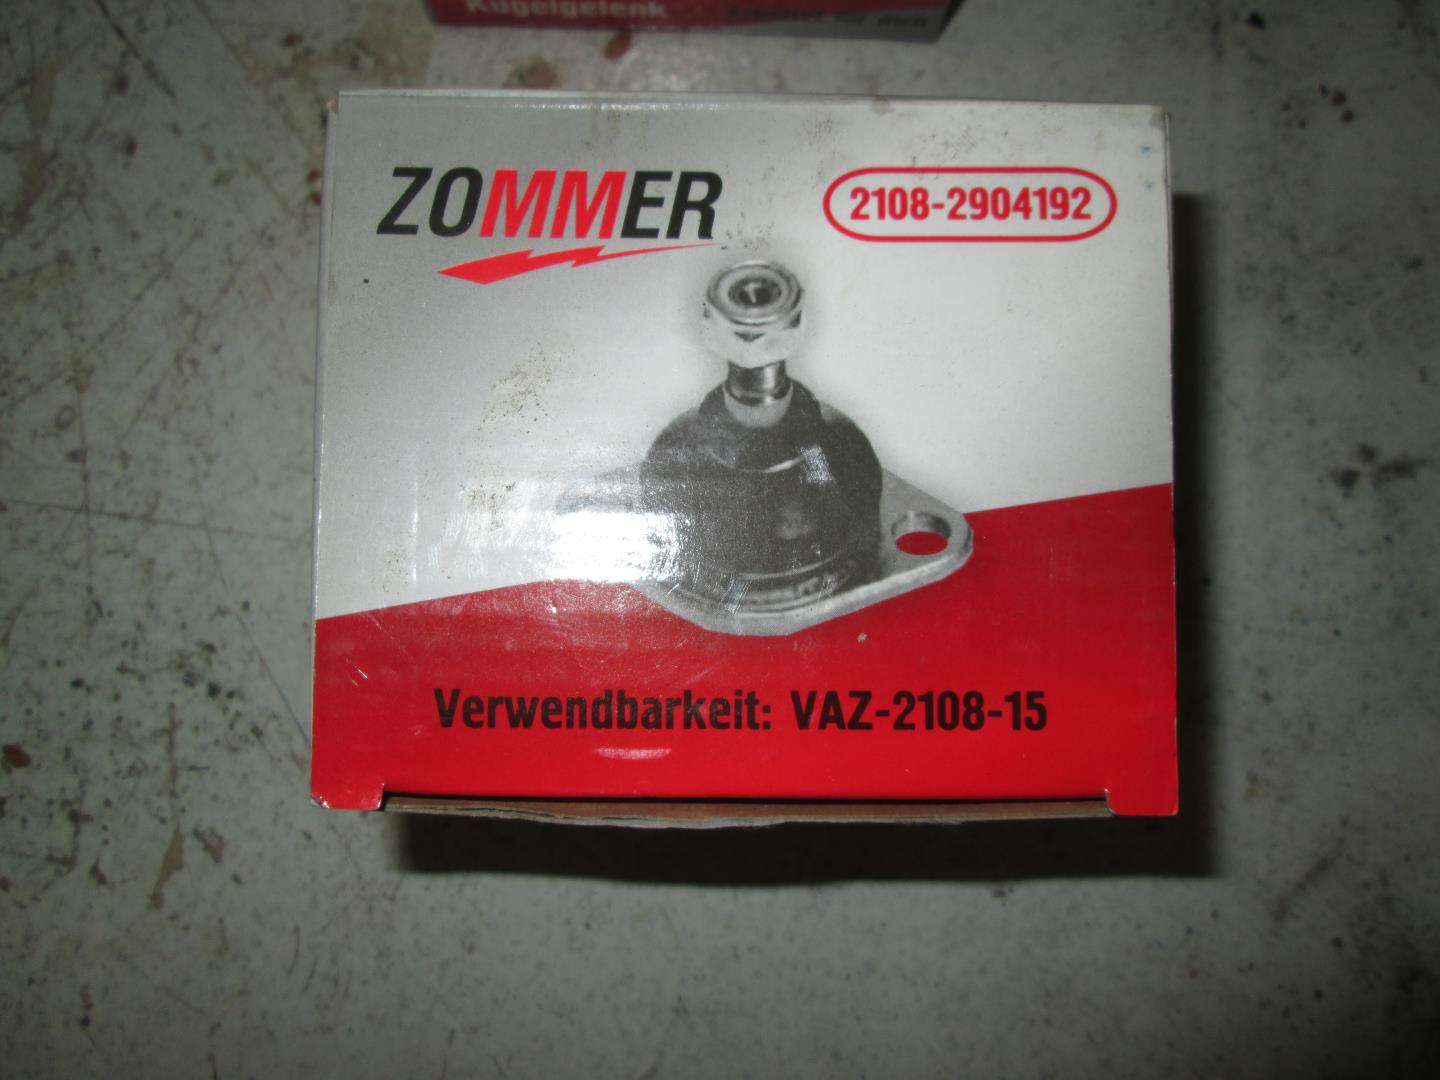 Kugelgelenk
ZOMMER
2108-2904192
Verwendbarkeit: VAZ-2108-15